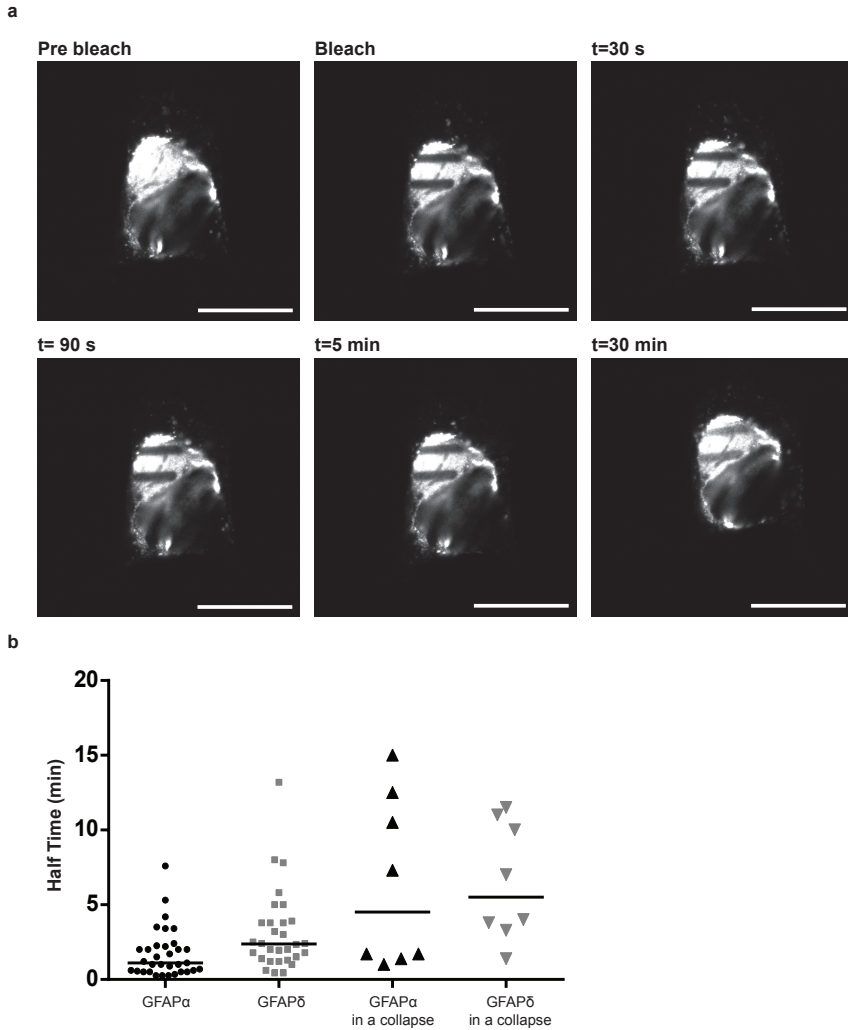 a
Pre bleach
Bleach
t=30 s
t= 90 s
t=5 min
t=30 min
b
Half Time (min)
20
15
10
5
0
GFAPα
GFAPδ
GFAPα
in a collapse
GFAPδ
in a collapse